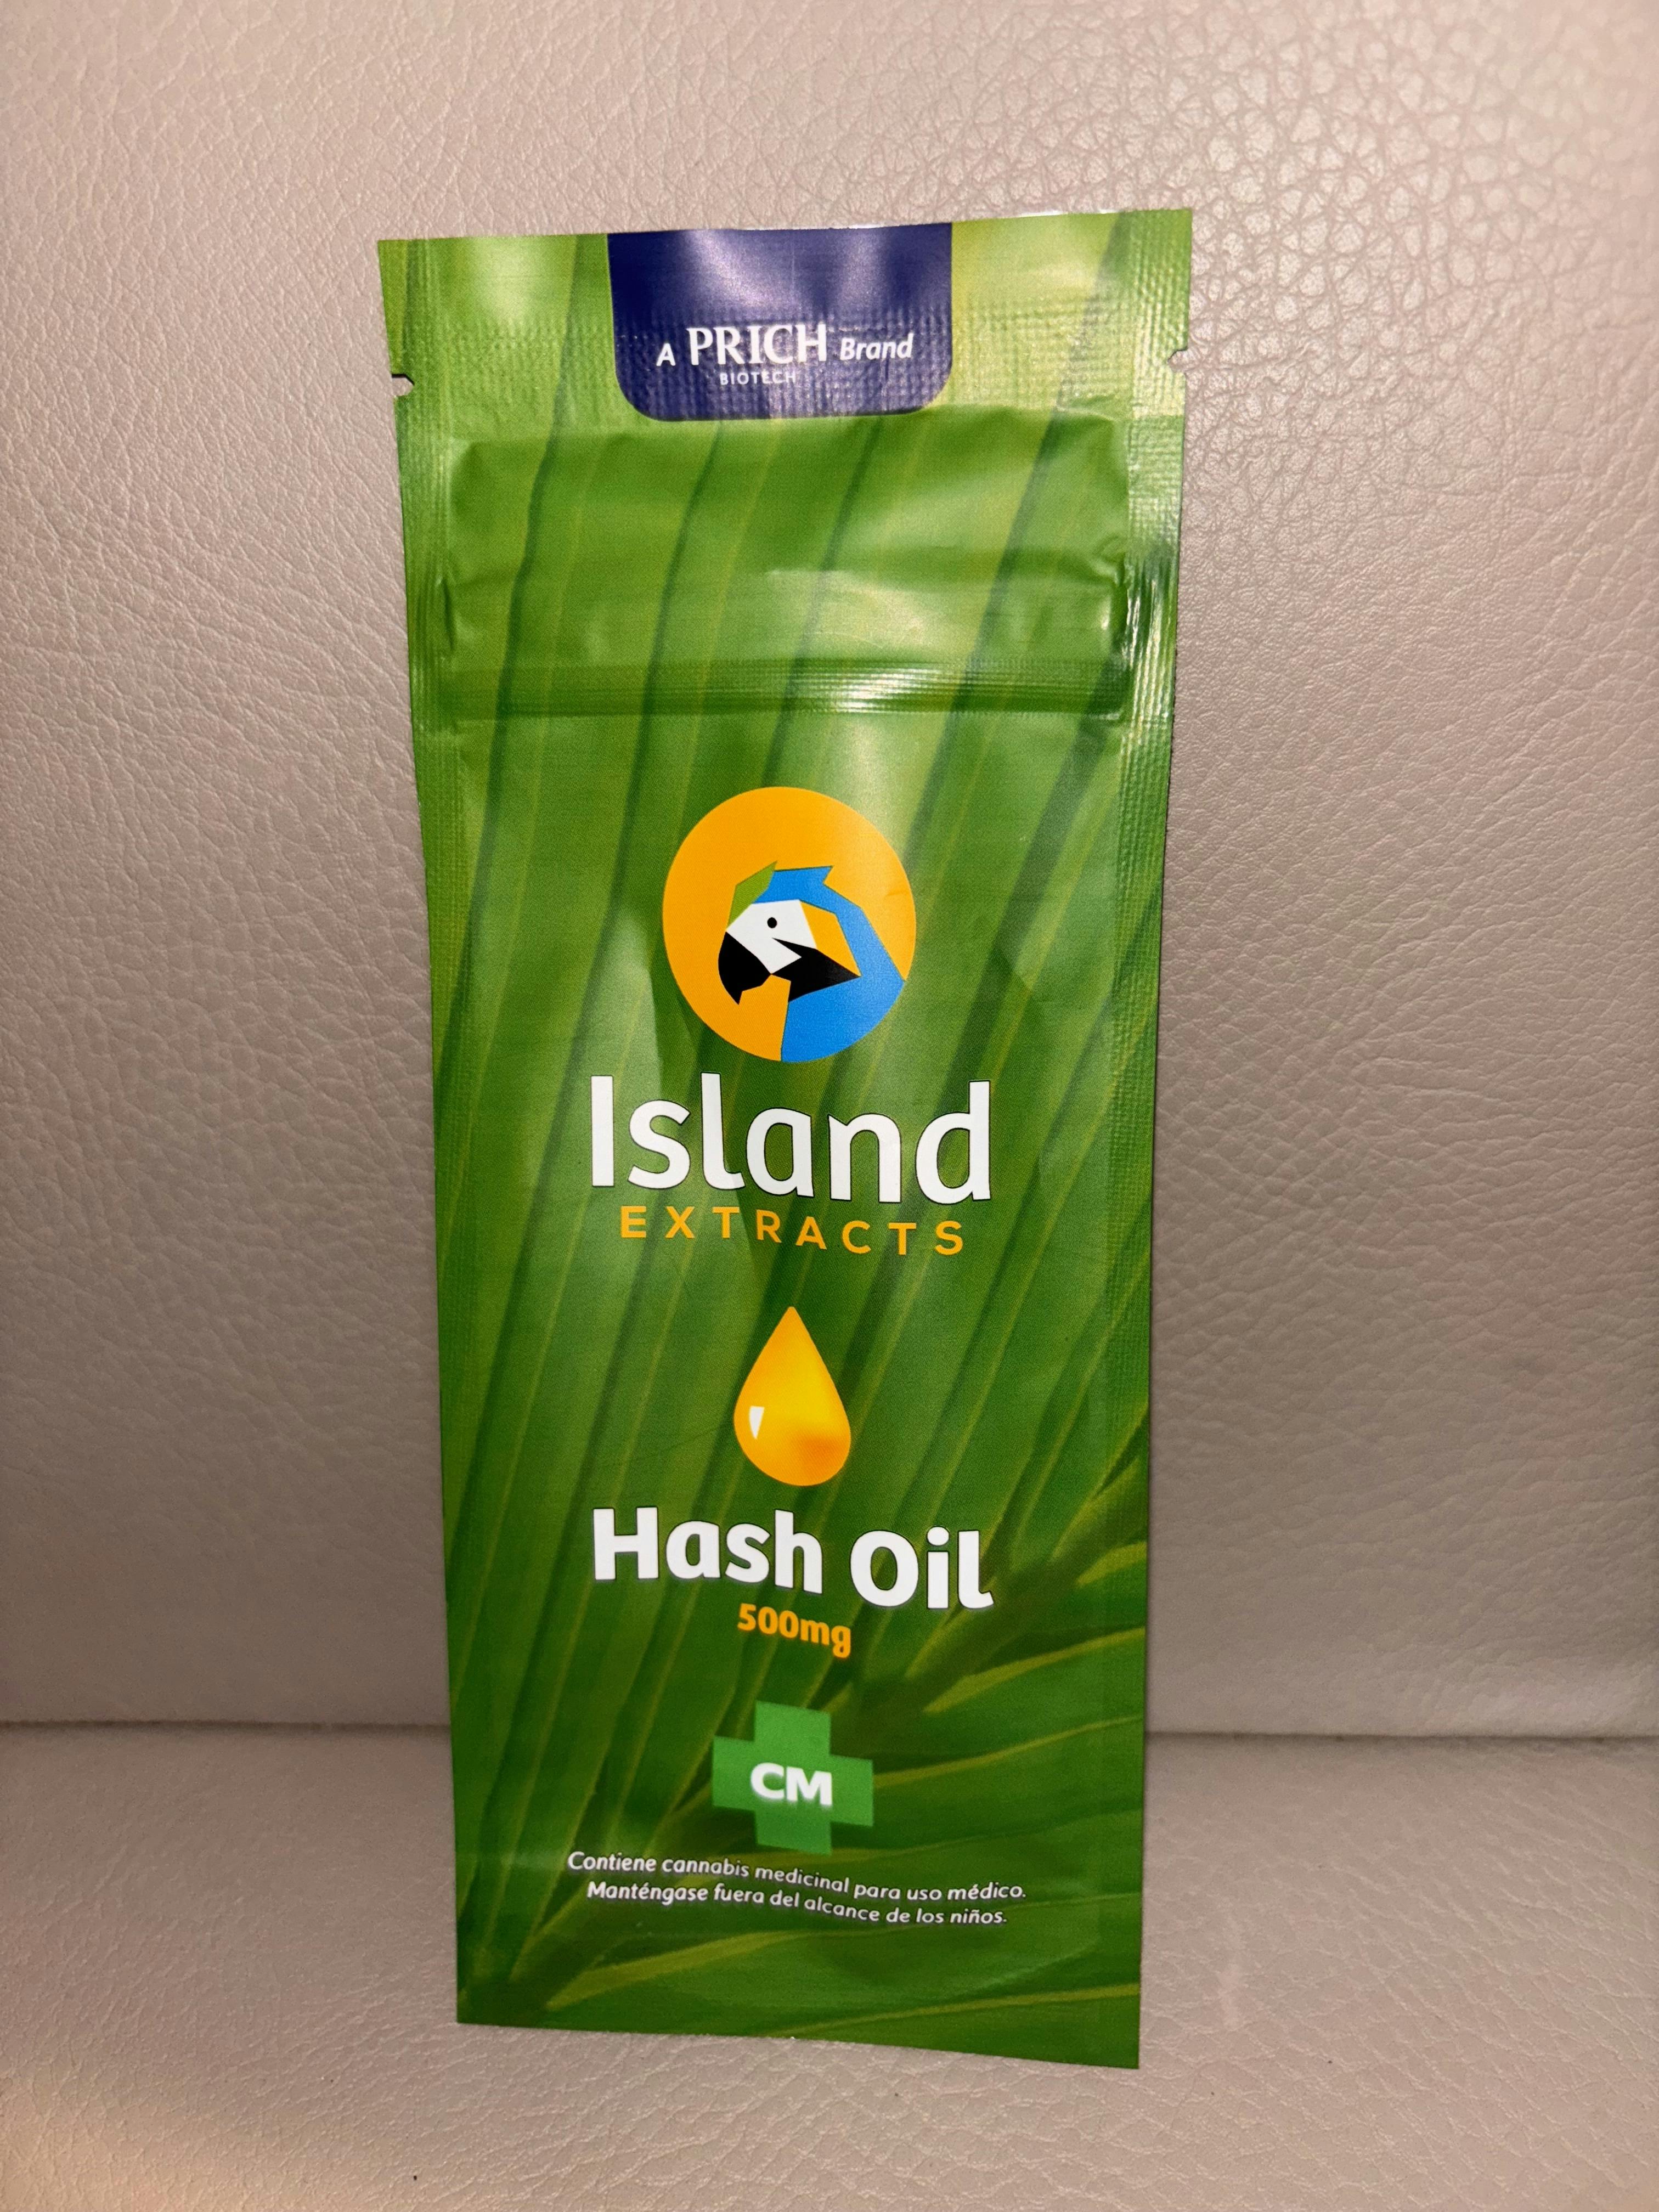 A PRICH Brand
BIOTECH
Island
EXTRACTS
Hash Oil
500mg
CM
Contiene cannabis medicinal para uso médico.
Manténgase fuera del alcance de los niños.